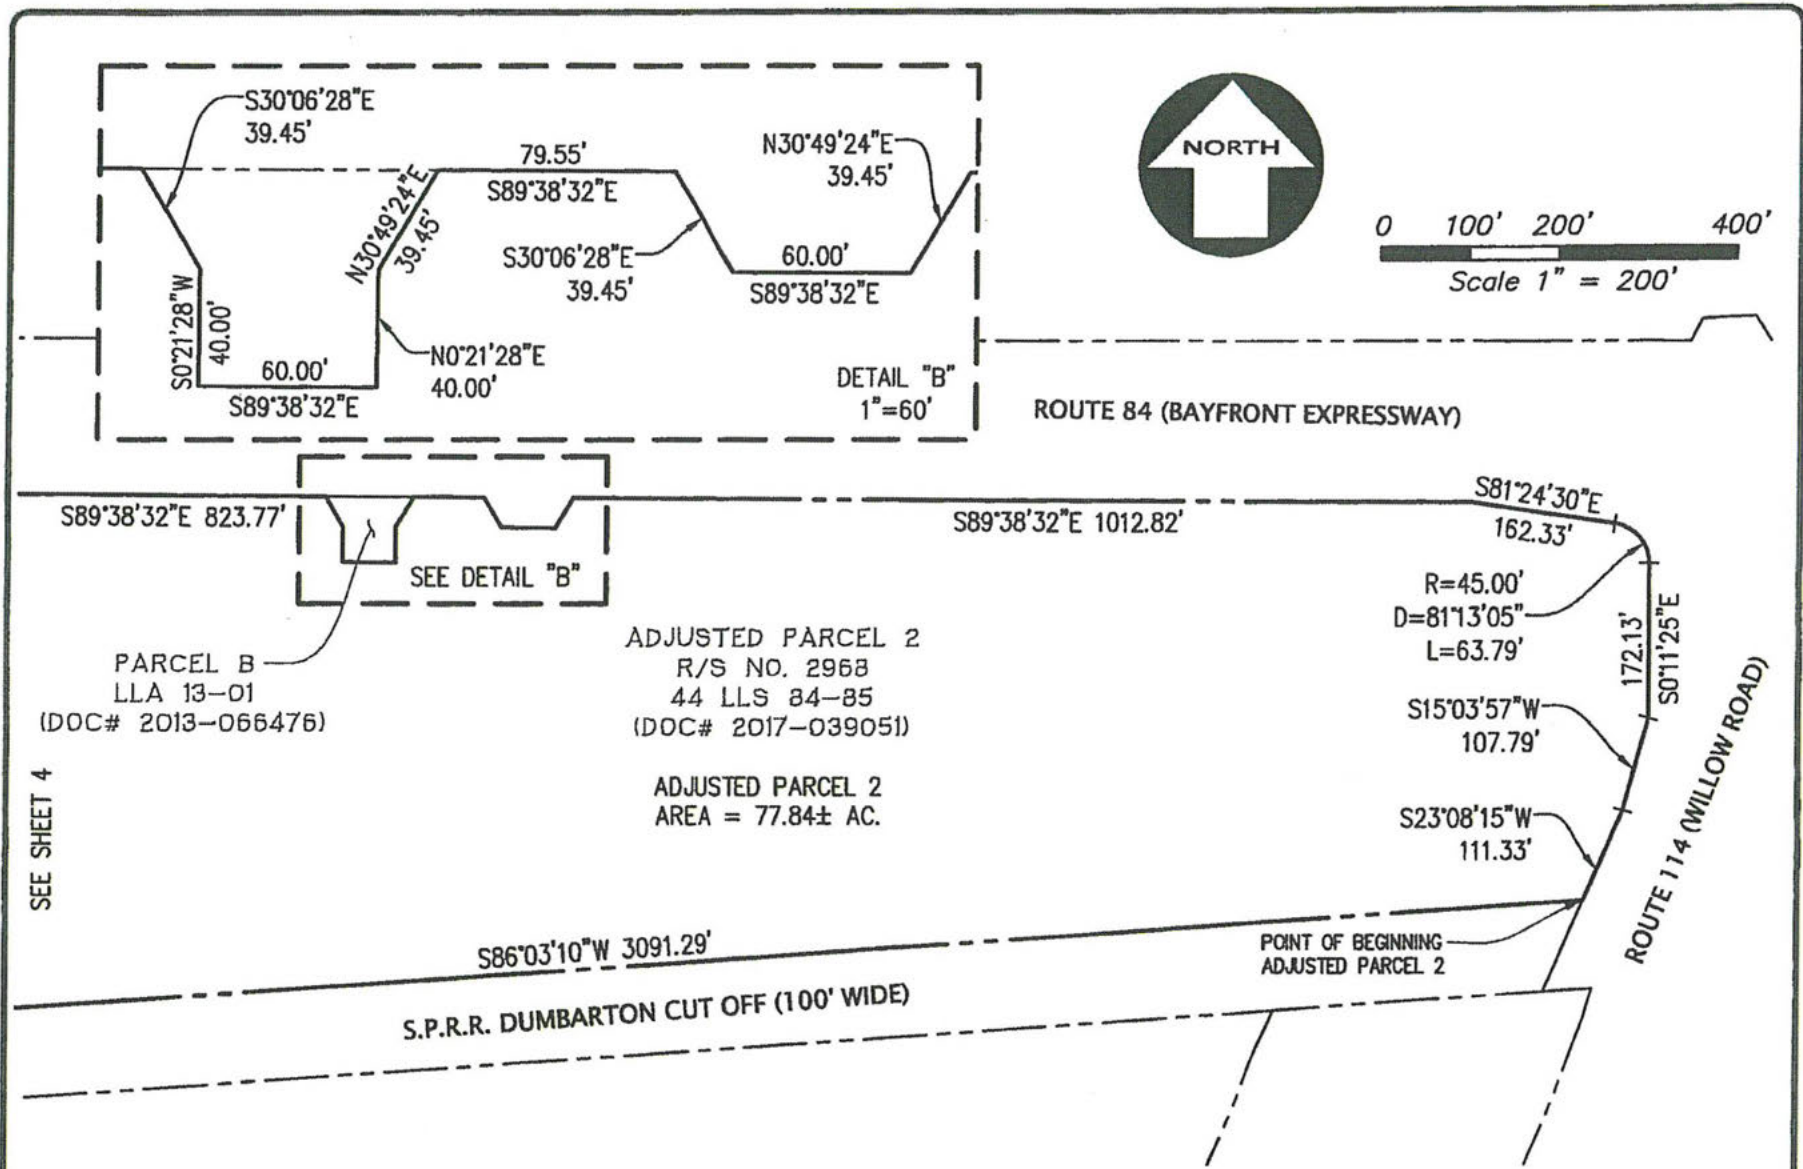 S30°06'28"E
39.45'
79.55'
S89°38'32"E
N30°49'24"E
39.45'
N30°49'24"E
39.45'
S30°06'28"E
39.45'
60.00'
S89°38'32"E
S0°21'28"W
40.00'
60.00'
S89°38'32"E
N0°21'28"E
40.00'
DETAIL "B"
1"=60'
NORTH
0 100' 200' 400'
Scale 1" = 200'
ROUTE 84 (BAYFRONT EXPRESSWAY)
S89°38'32"E 823.77'
SEE DETAIL "B"
S89°38'32"E 1012.82'
S81°24'30"E
162.33'
R=45.00'
D=81°13'05"
L=63.79'
172.13'
S0°11'25"E
PARCEL B
LLA 13-01
(DOC# 2013-066476)
ADJUSTED PARCEL 2
R/S NO. 2968
44 LLS 84-85
(DOC# 2017-039051)
ADJUSTED PARCEL 2
AREA = 77.84± AC.
S15°03'57"W
107.79'
S23°08'15"W
111.33'
SEE SHEET 4
ROUTE 114 (WILLOW ROAD)
S86°03'10"W 3091.29'
POINT OF BEGINNING
ADJUSTED PARCEL 2
S.P.R.R. DUMBARTON CUT OFF (100' WIDE)